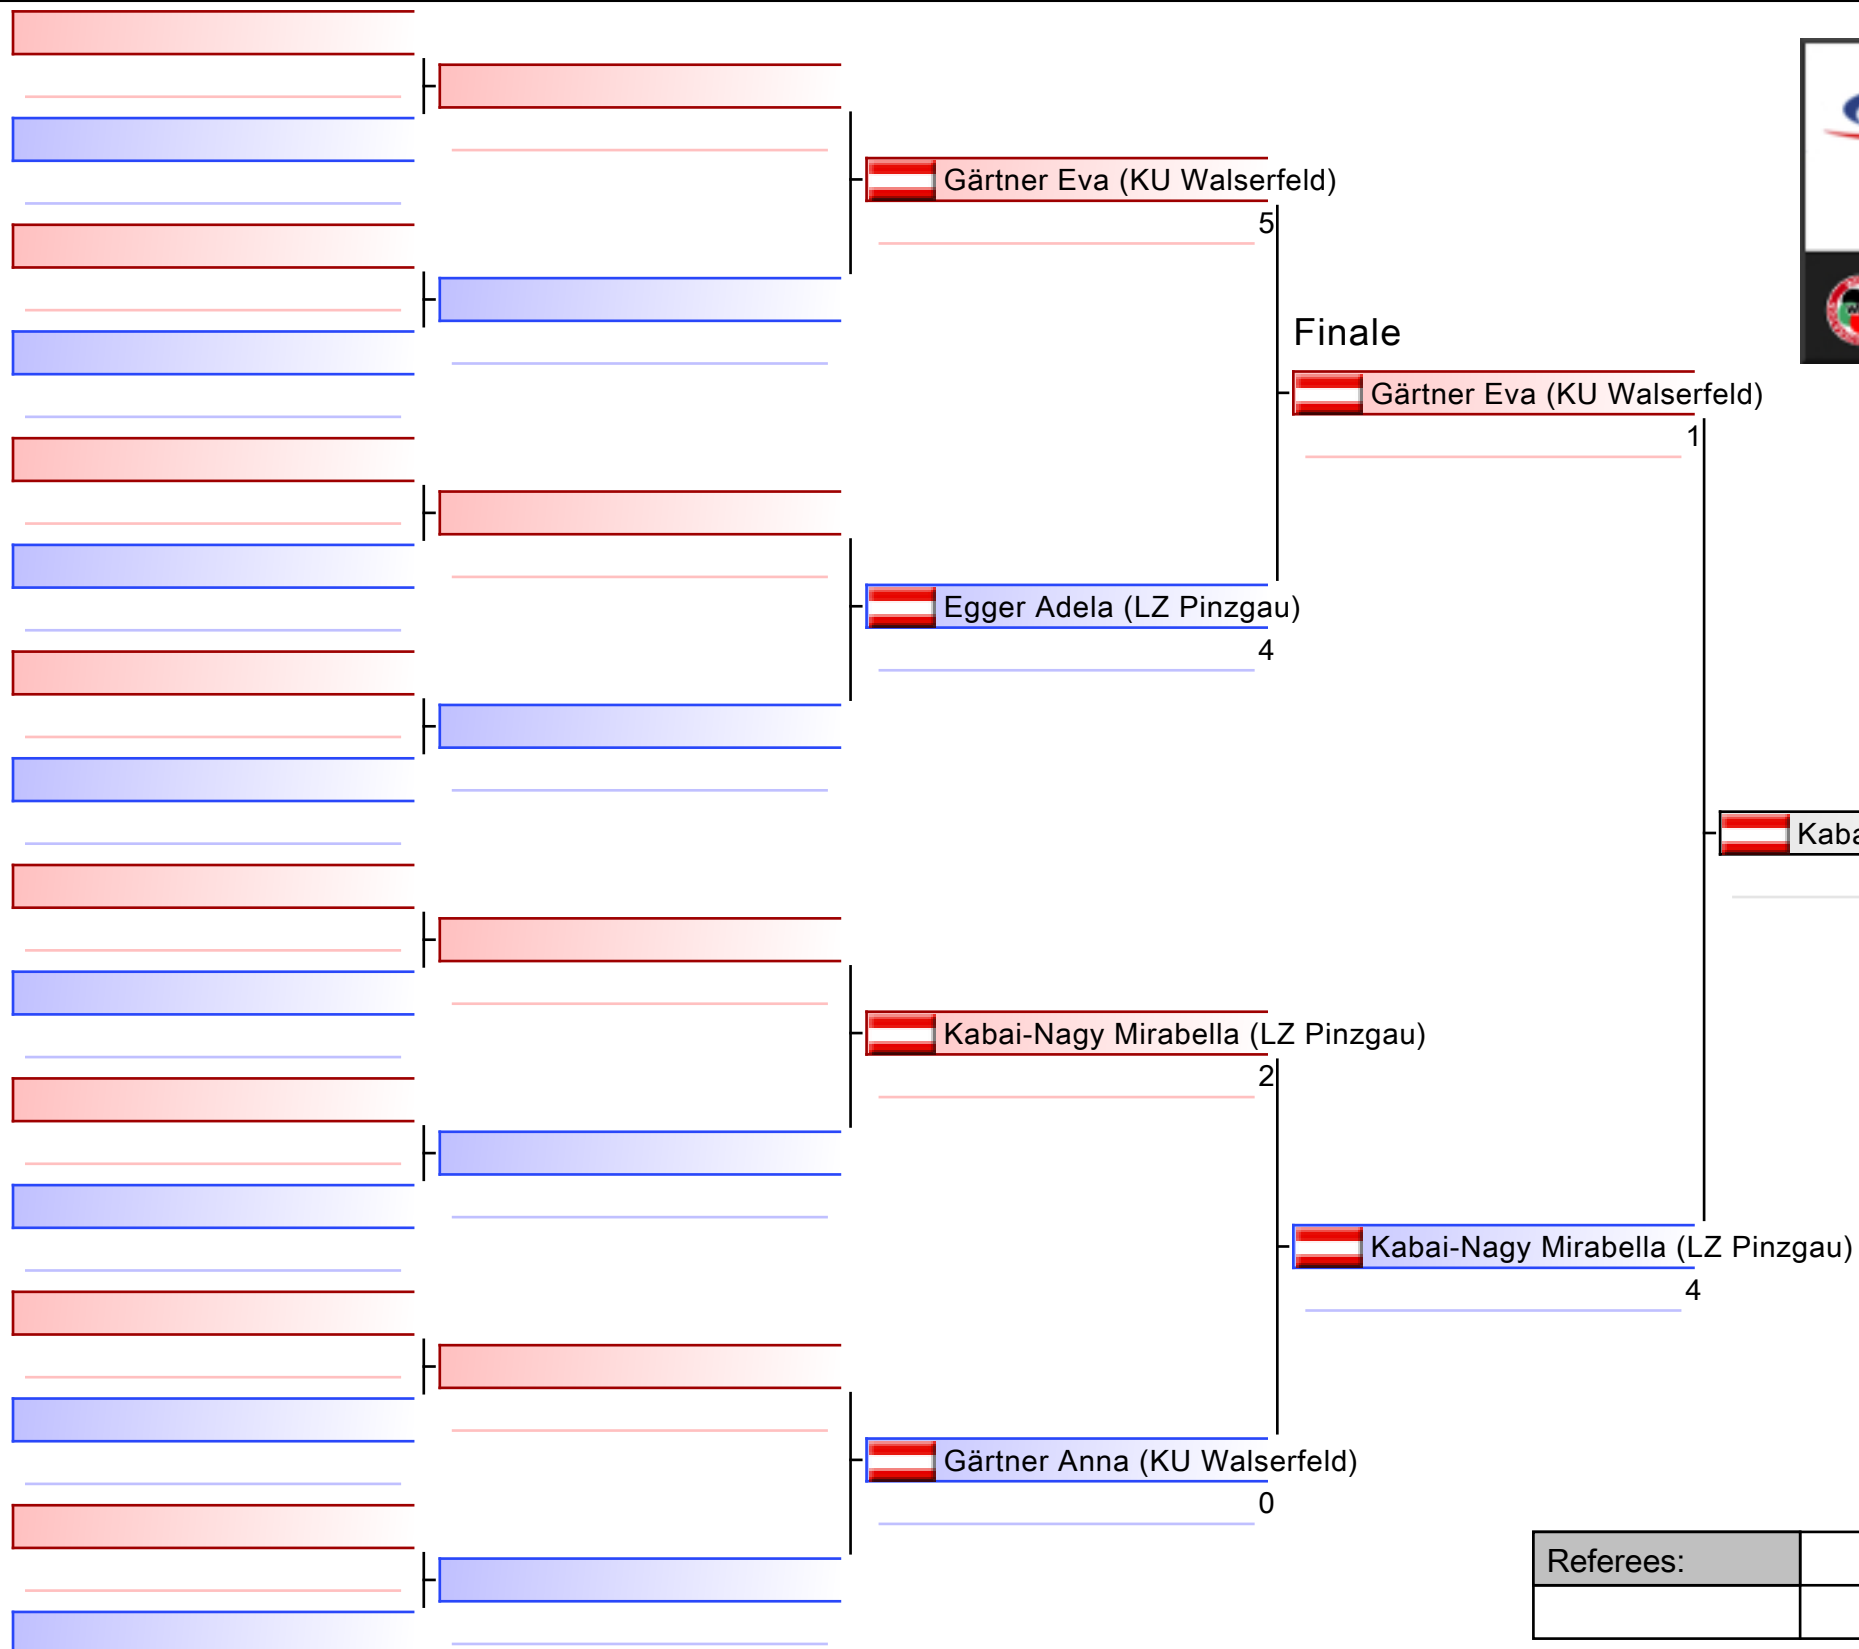 Gärtner Eva (KU Walserfeld)
5
Finale
Gärtner Eva (KU Walserfeld)
1
Egger Adela (LZ Pinzgau)
4
Kabai-Nagy Mirabella (LZ Pinzgau)
2
Kabai-Nagy Mirabella (LZ Pinzgau)
4
Gärtner Anna (KU Walserfeld)
0
Referees: